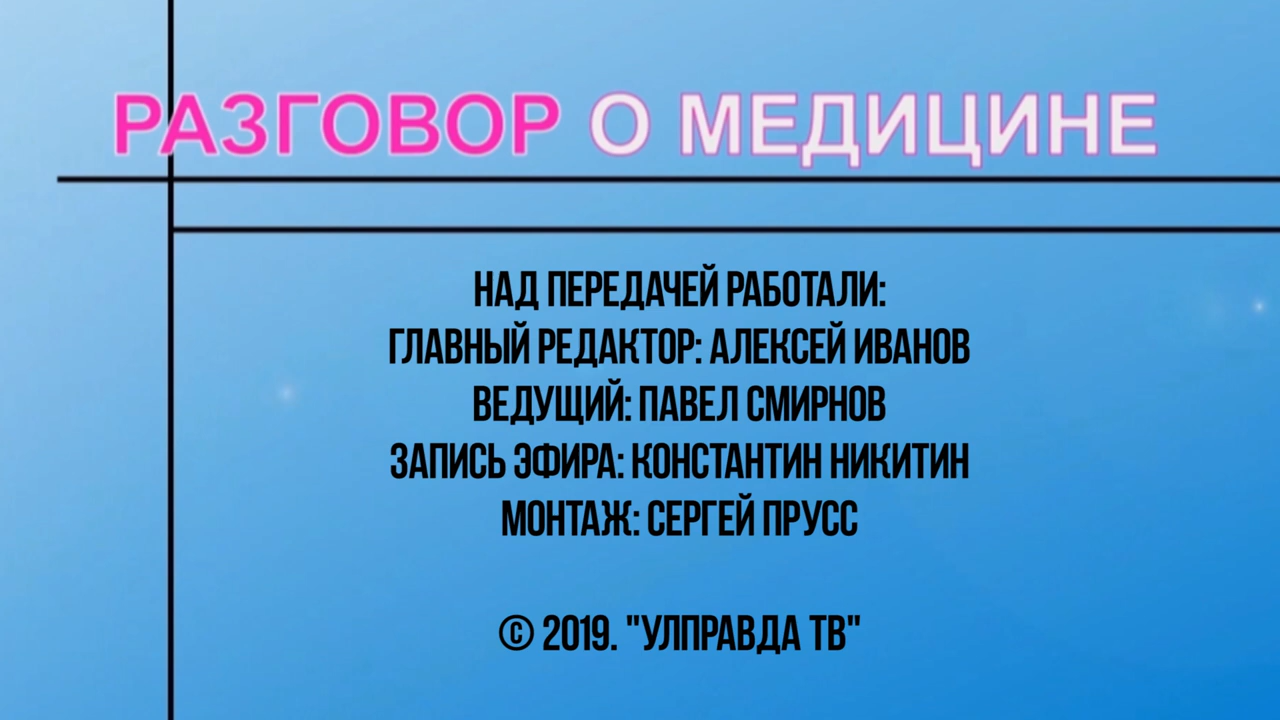 РАЗГОВОР О МЕДИЦИНЕ
НАД ПЕРЕДАЧЕЙ РАБОТАЛИ:
ГЛАВНЫЙ РЕДАКТОР: АЛЕКСЕЙ ИВАНОВ
ВЕДУЩИЙ: ПАВЕЛ СМИРНОВ
ЗАПИСЬ ЭФИРА: КОНСТАНТИН НИКИТИН
МОНТАЖ: СЕРГЕЙ ПРУСС
© 2019. "УЛПРАВДА ТВ"